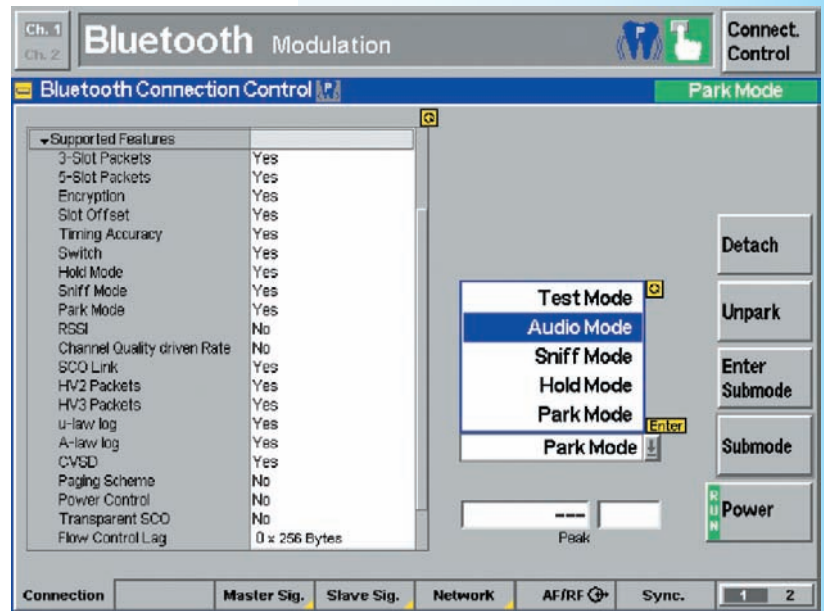 Ch. 1
Ch. 2
Bluetooth Modulation
Connect.
Control
Bluetooth Connection Control
Park Mode
Supported Features
3-Slot Packets Yes
5-Slot Packets Yes
Encryption Yes
Slot Offset Yes
Timing Accuracy Yes
Switch Yes
Hold Mode Yes
Sniff Mode Yes
Park Mode Yes
RSSI No
Channel Quality driven Rate No
SCO Link Yes
HV2 Packets Yes
HV3 Packets Yes
u-law log Yes
A-law log Yes
CVSD Yes
Paging Scheme No
Power Control No
Transparent SCO No
Flow Control Lag 0 x 256 Bytes
Test Mode
Audio Mode
Sniff Mode
Hold Mode
Park Mode
Enter
Park Mode
---
Peak
Detach
Unpark
Enter
Submode
Submode
RUN
Power
Connection Master Sig. Slave Sig. Network AF/RF Sync. 1 2